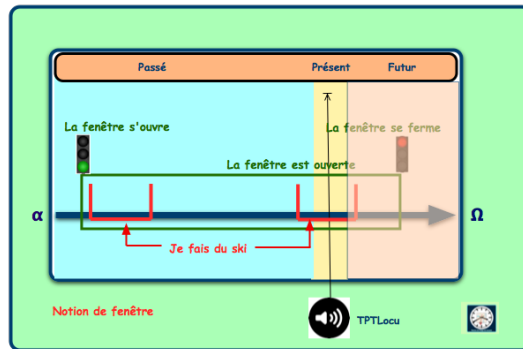 Passé Présent Futur
La fenêtre s'ouvre
La fenêtre se ferme
La fenêtre est ouverte
α Ω
Je fais du ski
Notion de fenêtre
TPTLocu